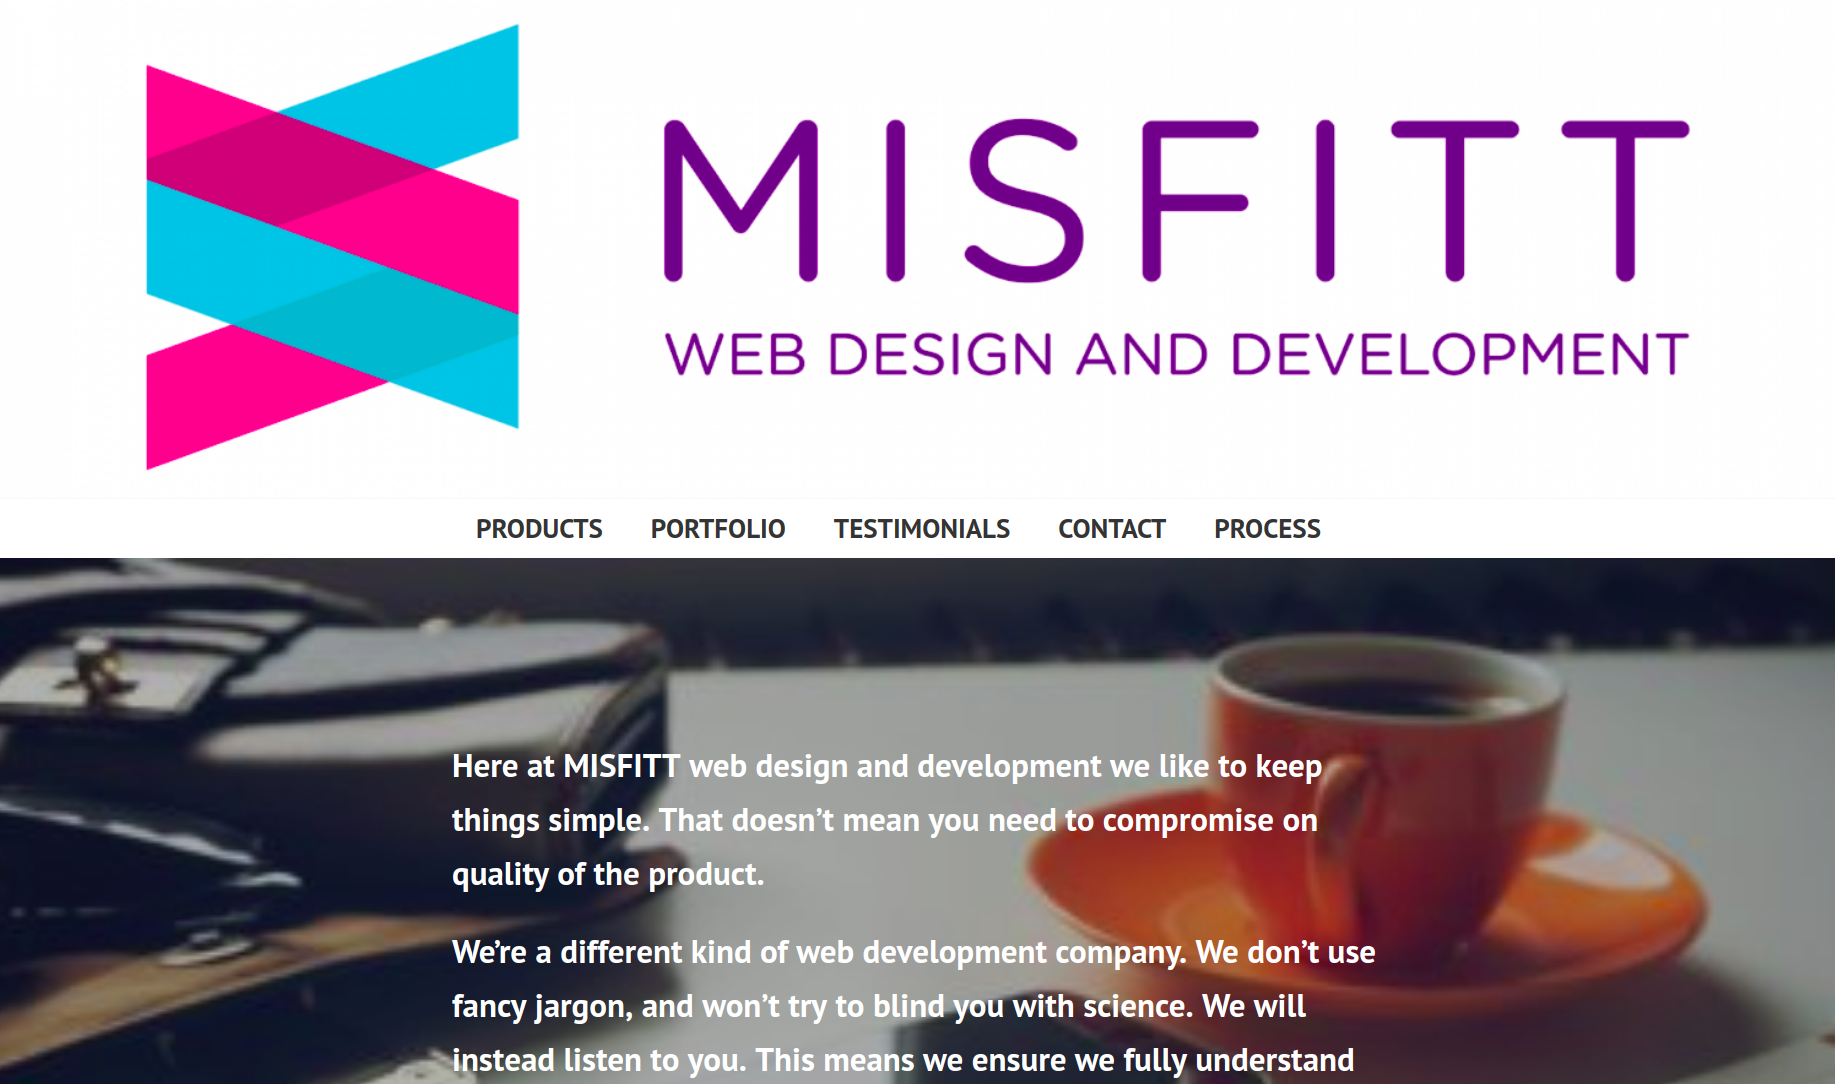 MISFITT
WEB DESIGN AND DEVELOPMENT
PRODUCTS PORTFOLIO TESTIMONIALS CONTACT PROCESS
Here at MISFITT web design and development we like to keep
things simple. That doesn’t mean you need to compromise on
quality of the product.
We’re a different kind of web development company. We don’t use
fancy jargon, and won’t try to blind you with science. We will
instead listen to you. This means we ensure we fully understand